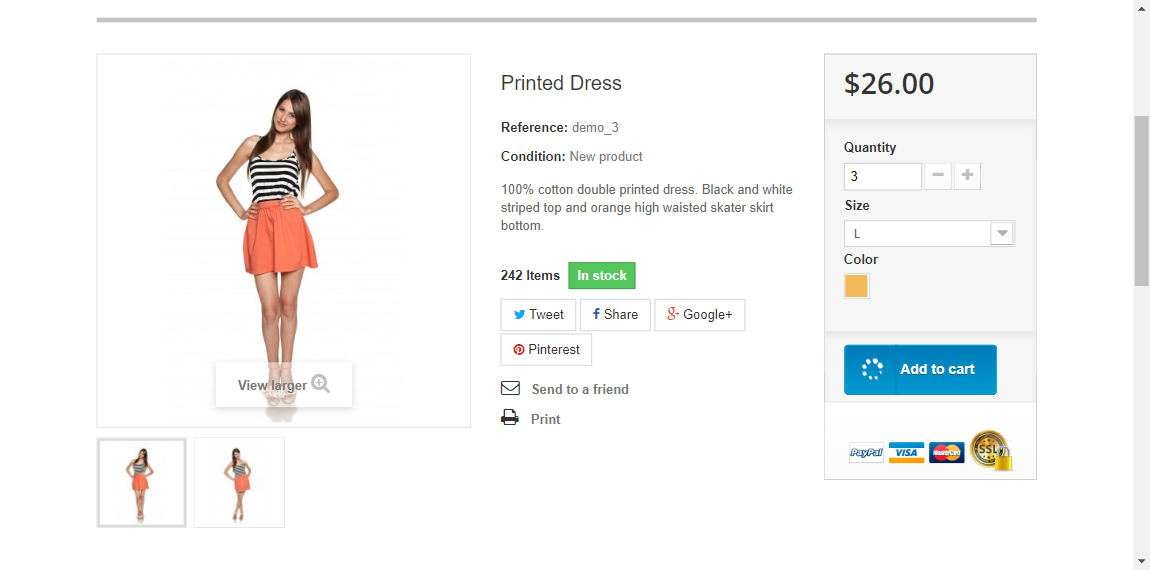 Printed Dress
Reference: demo_3
Condition: New product
100% cotton double printed dress. Black and white
striped top and orange high waisted skater skirt
bottom.
242 Items In stock
Tweet Share Google+
Pinterest
Send to a friend
Print
View larger
$26.00
Quantity
3
Size
L
Color
Add to cart
PayPal VISA MasterCard SSL